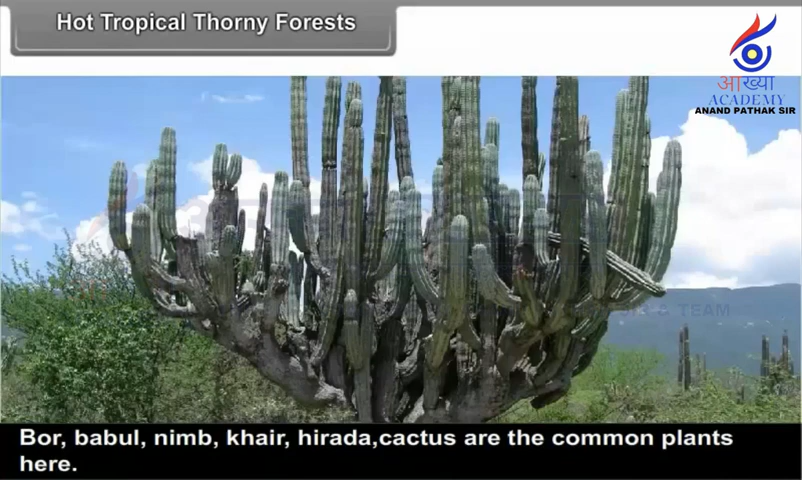 Hot Tropical Thorny Forests
आख्या
ACADEMY
ANAND PATHAK SIR
& TEAM
Bor, babul, nimb, khair, hirada,cactus are the common plants
here.